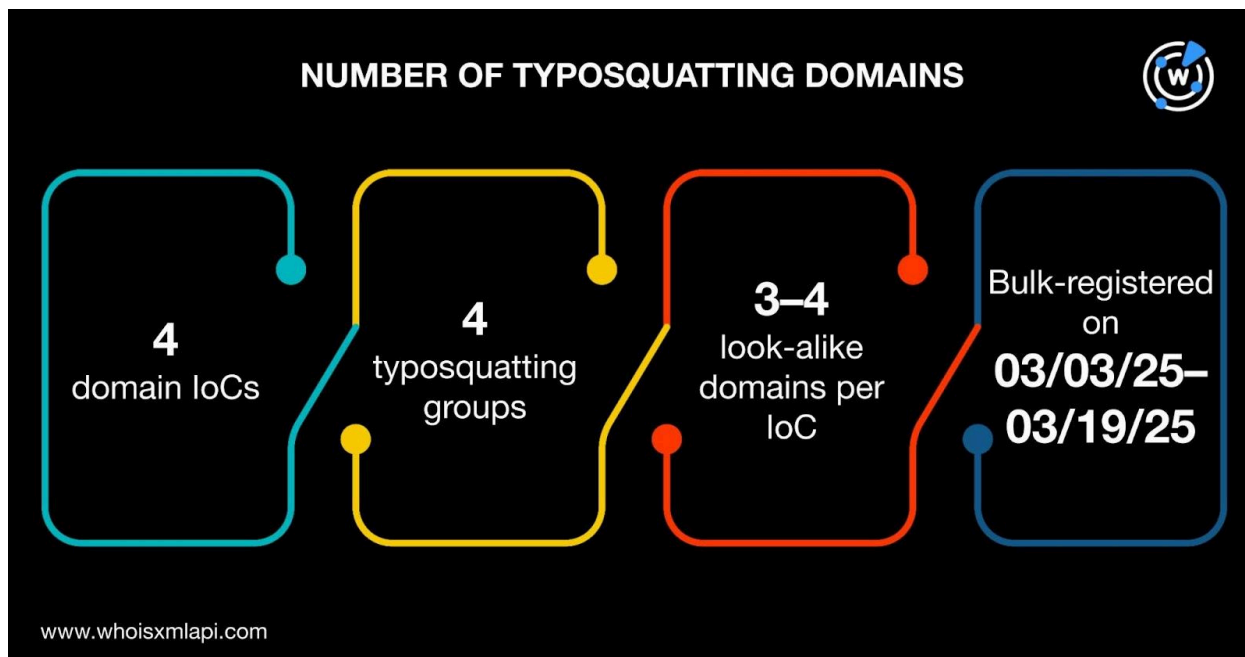 NUMBER OF TYPOSQUATTING DOMAINS
W
4
domain IoCs
4
typosquatting
groups
3–4
look-alike
domains per
IoC
Bulk-registered
on
03/03/25–
03/19/25
www.whoisxmlapi.com